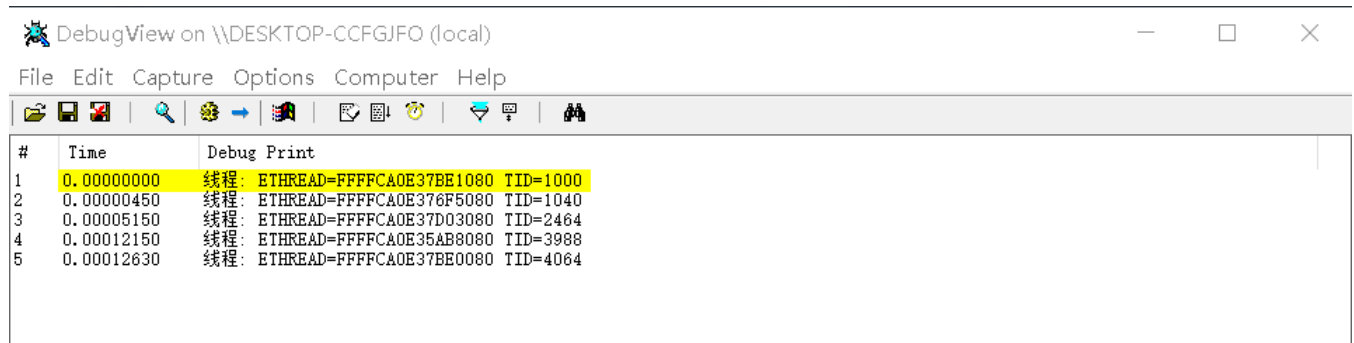 DebugView on \\DESKTOP-CCFGJFO (local)
File Edit Capture Options Computer Help
# Time Debug Print
1 0.00000000 线程: ETHREAD=FFFFCA0E37BE1080 TID=1000
2 0.00000450 线程: ETHREAD=FFFFCA0E376F5080 TID=1040
3 0.00005150 线程: ETHREAD=FFFFCA0E37D03080 TID=2464
4 0.00012150 线程: ETHREAD=FFFFCA0E35AB8080 TID=3988
5 0.00012630 线程: ETHREAD=FFFFCA0E37BE0080 TID=4064